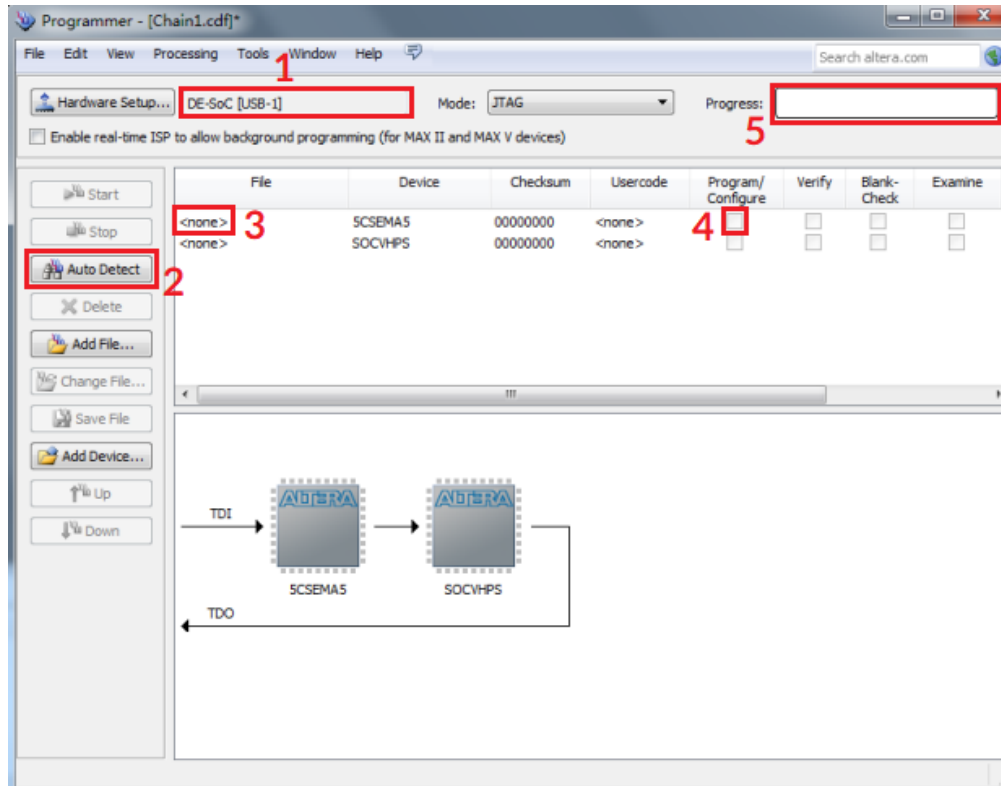 Programmer - [Chain1.cdf]*
File Edit View Processing Tools Window Help
Search altera.com
1
Hardware Setup... DE-SoC [USB-1] Mode: JTAG Progress:
5
Enable real-time ISP to allow background programming (for MAX II and MAX V devices)
Start
Stop
Auto Detect
2
Delete
Add File...
Change File...
Save File
Add Device...
Up
Down
File Device Checksum Usercode Program/ Configure Verify Blank- Check Examine
<none> 3 5CSEMA5 00000000 <none> 4
<none> SOCVHPS 00000000 <none>
ALTERA ALTERA
TDI
5CSEMA5 SOCVHPS
TDO